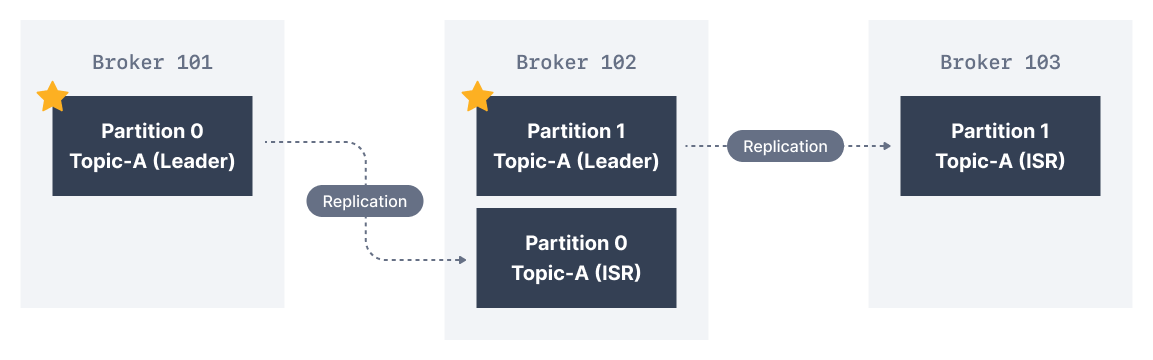 Broker 101
Partition 0
Topic-A (Leader)
Replication
Broker 102
Partition 1
Topic-A (Leader)
Partition 0
Topic-A (ISR)
Replication
Broker 103
Partition 1
Topic-A (ISR)